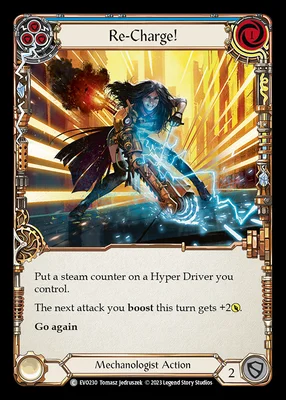 Re-Charge!
Put a steam counter on a Hyper Driver you
control.
The next attack you boost this turn gets +2
Go again
Mechanologist Action
2
C EVO230 Tomasz Jedruszek © 2023 Legend Story Studios